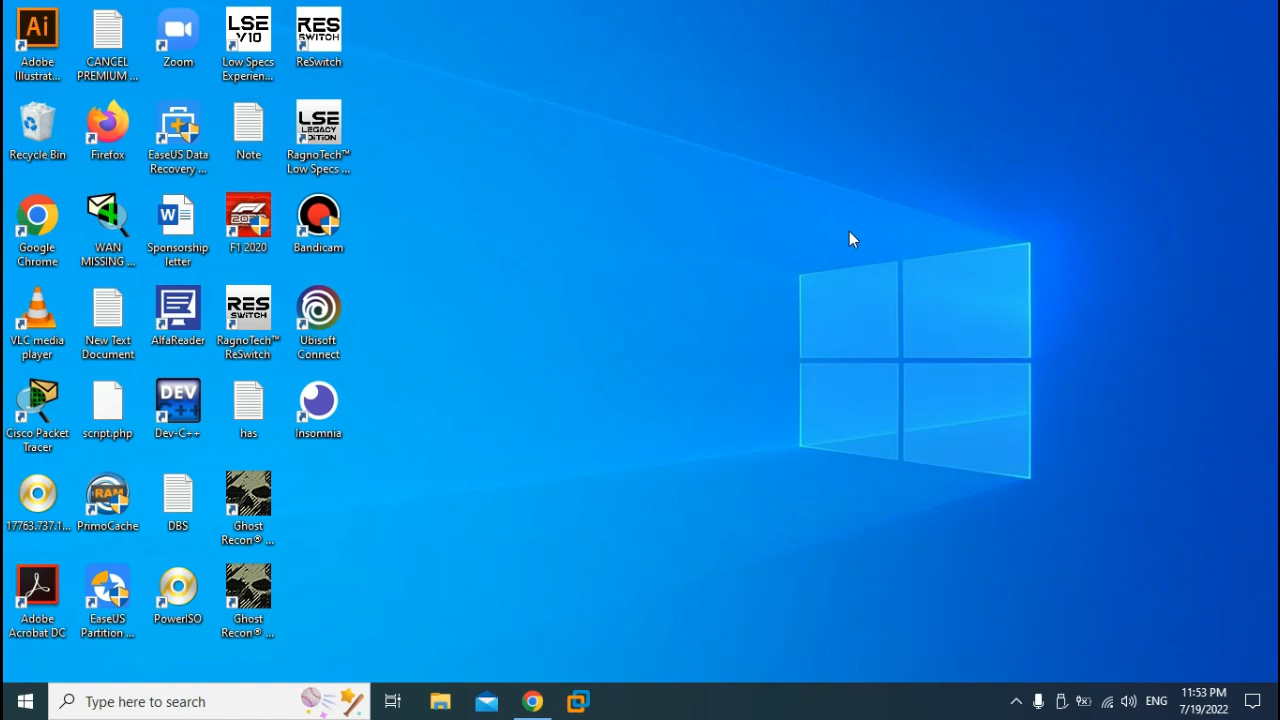 Ai
Adobe
Illustrat...
CANCEL
PREMIUM ...
Zoom
LSE
V10
Low Specs
Experien...
RES
SWITCH
ReSwitch
Recycle Bin
Firefox
EaseUS Data
Recovery ...
Note
LSE
LEGACY
EDITION
RagnoTech™
Low Specs ...
Google
Chrome
WAN
MISSING ...
W
Sponsorship
letter
F1 2020
Bandicam
VLC media
player
New Text
Document
AlfaReader
RES
SWITCH
RagnoTech™
ReSwitch
Ubisoft
Connect
Cisco Packet
Tracer
script.php
DEV
C++
Dev-C++
has
Insomnia
17763.737.1...
RAM
PrimoCache
DBS
Ghost
Recon® ...
Adobe
Acrobat DC
EaseUS
Partition ...
PowerISO
Ghost
Recon® ...
Type here to search
ENG
11:53 PM
7/19/2022